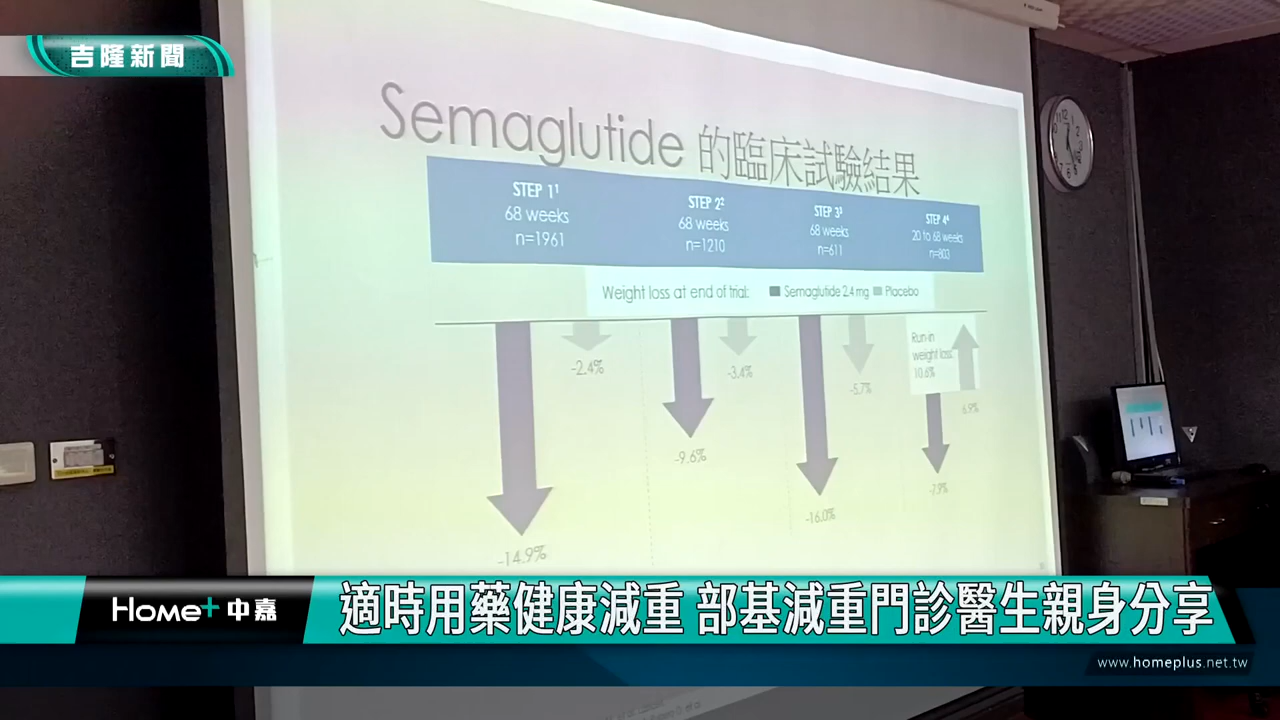 吉隆新聞
Semaglutide 的臨床試驗結果
STEP 1¹
68 weeks
n=1961
STEP 2²
68 weeks
n=1210
STEP 3³
68 weeks
n=611
STEP 4⁴
20 to 68 weeks
n=803
Weight loss at end of trial: Semaglutide 2.4 mg Placebo
-14.9%
-2.4%
-9.6%
-3.4%
-16.0%
-5.7%
Run-in
weight loss
10.6%
-7.9%
6.9%
Home+ 中嘉
適時用藥健康減重 部基減重門診醫生親身分享
www.homeplus.net.tw